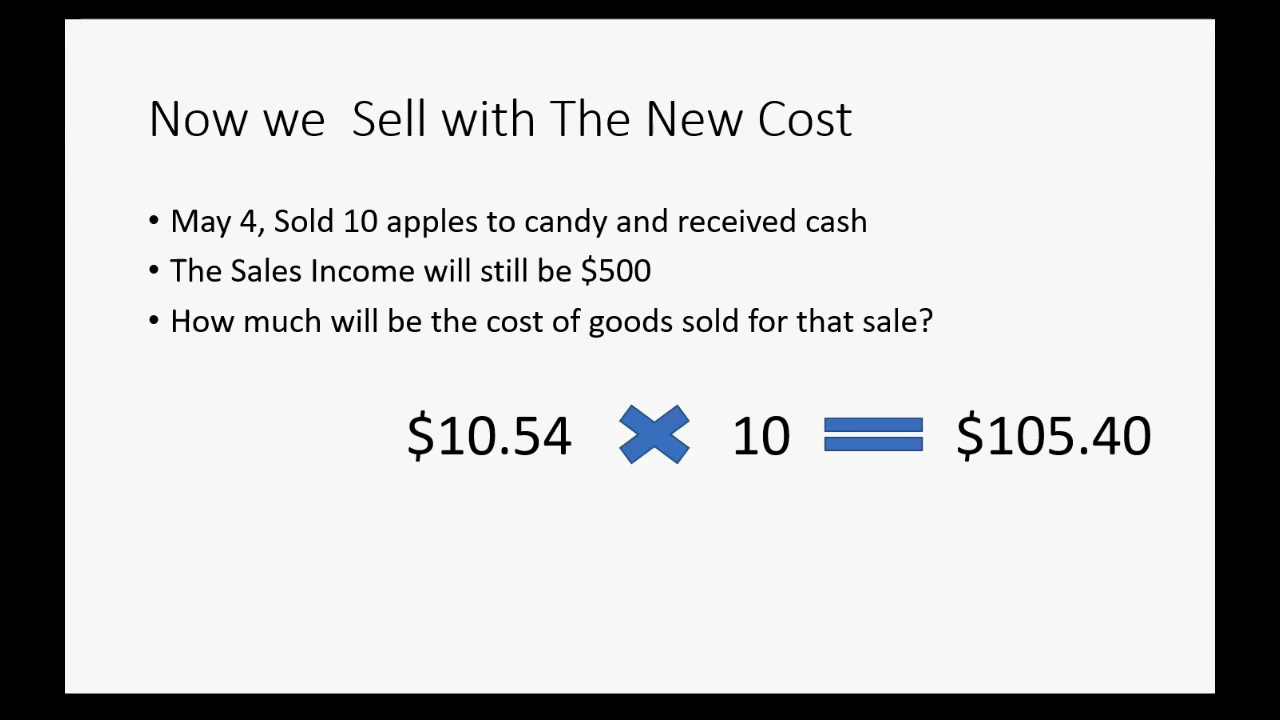 Now we  Sell with The New Cost
• May 4, Sold 10 apples to candy and received cash
• The Sales Income will still be $500
• How much will be the cost of goods sold for that sale?
$10.54 ✖ 10 = $105.40